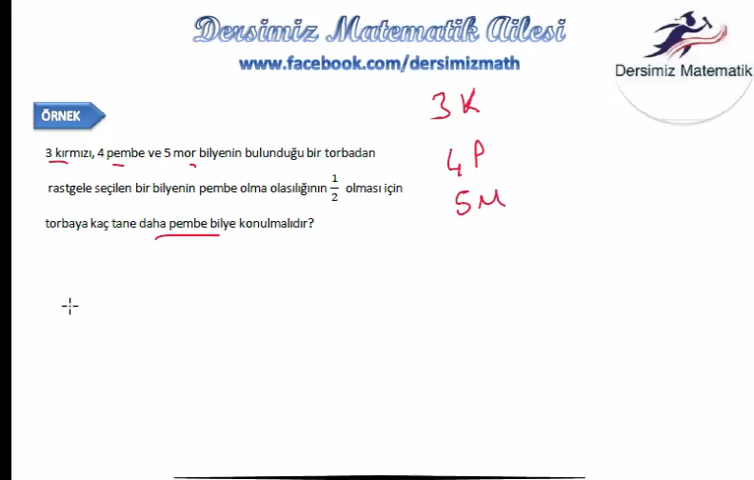 Dersimiz Matematik Ailesi
www.facebook.com/dersimizmath
Dersimiz Matematik
ÖRNEK
3 kırmızı, 4 pembe ve 5 mor bilyenin bulunduğu bir torbadan
rastgele seçilen bir bilyenin pembe olma olasılığının 1/2 olması için
torbaya kaç tane daha pembe bilye konulmalıdır?
3 K
4 P
5 M